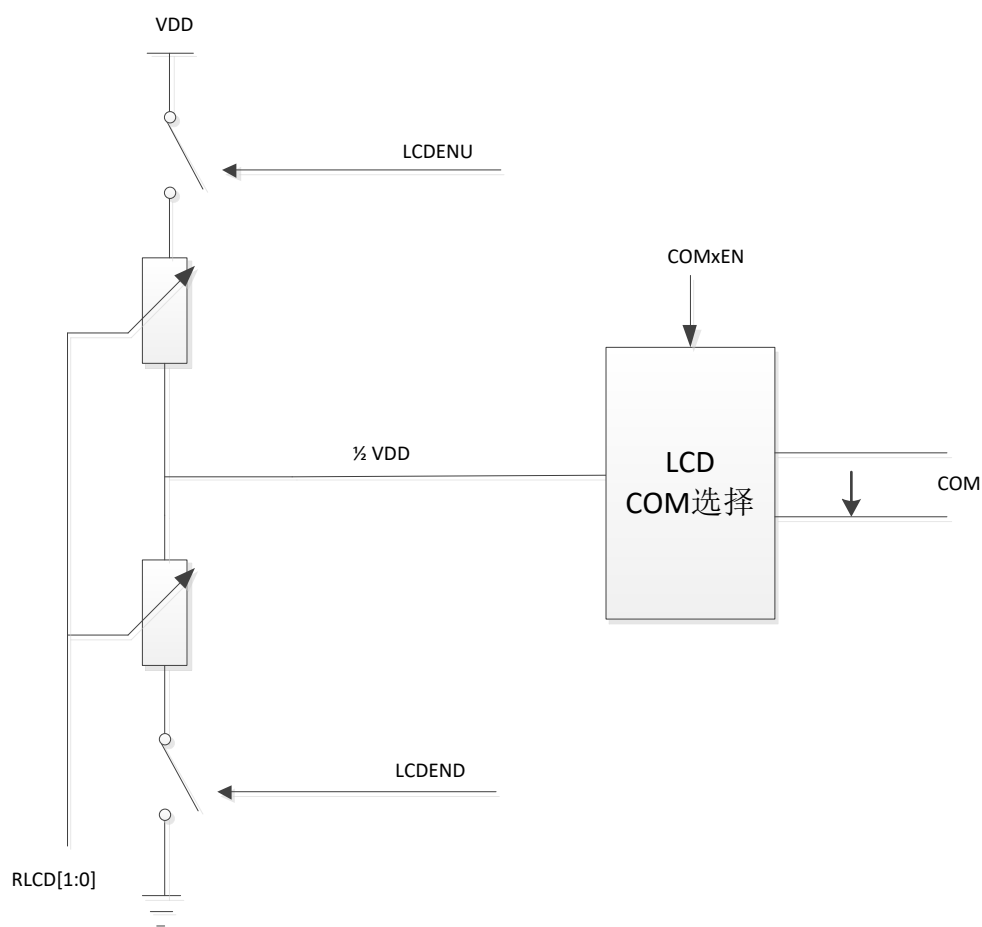 VDD
LCDENU
COMxEN
½ VDD
LCD
COM选择
COM
LCDEND
RLCD[1:0]